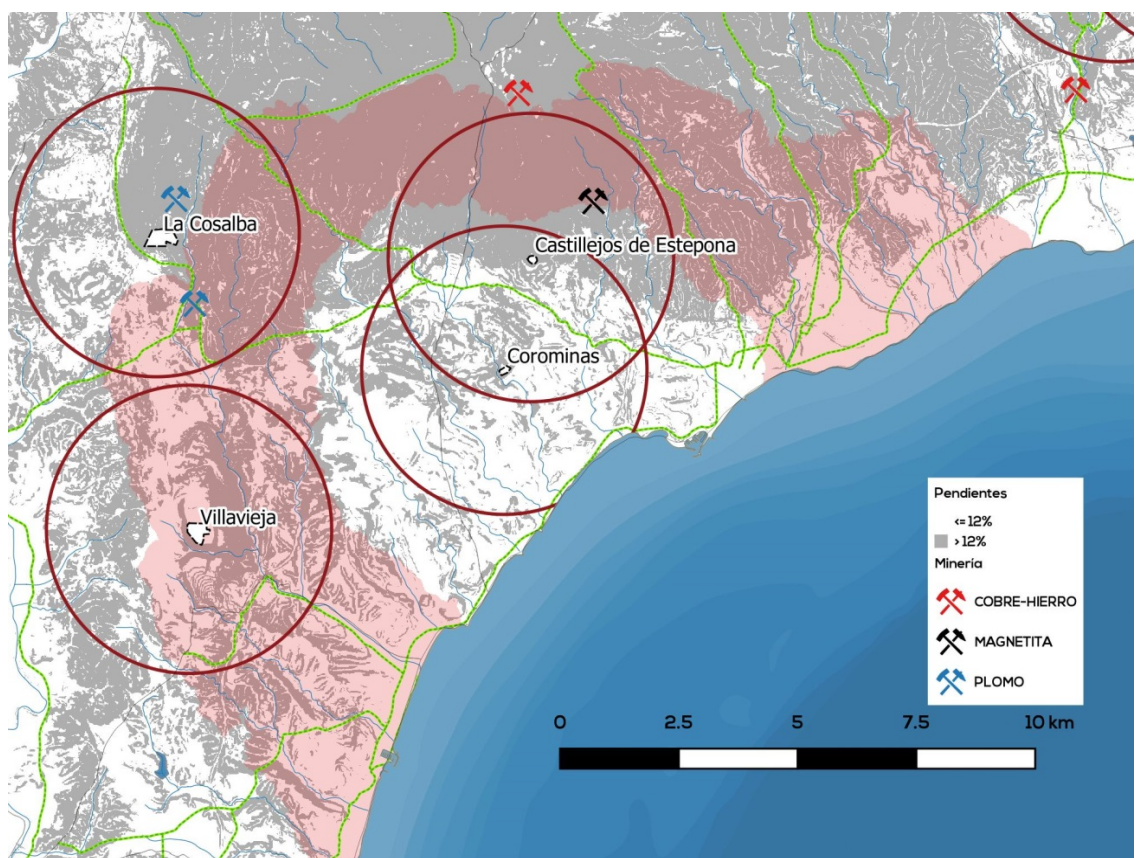 La Cosalba
Castillejos de Estepona
Corominas
Villavieja
Pendientes
<= 12%
> 12%
Minería
COBRE-HIERRO
MAGNETITA
PLOMO
0 2.5 5 7.5 10 km